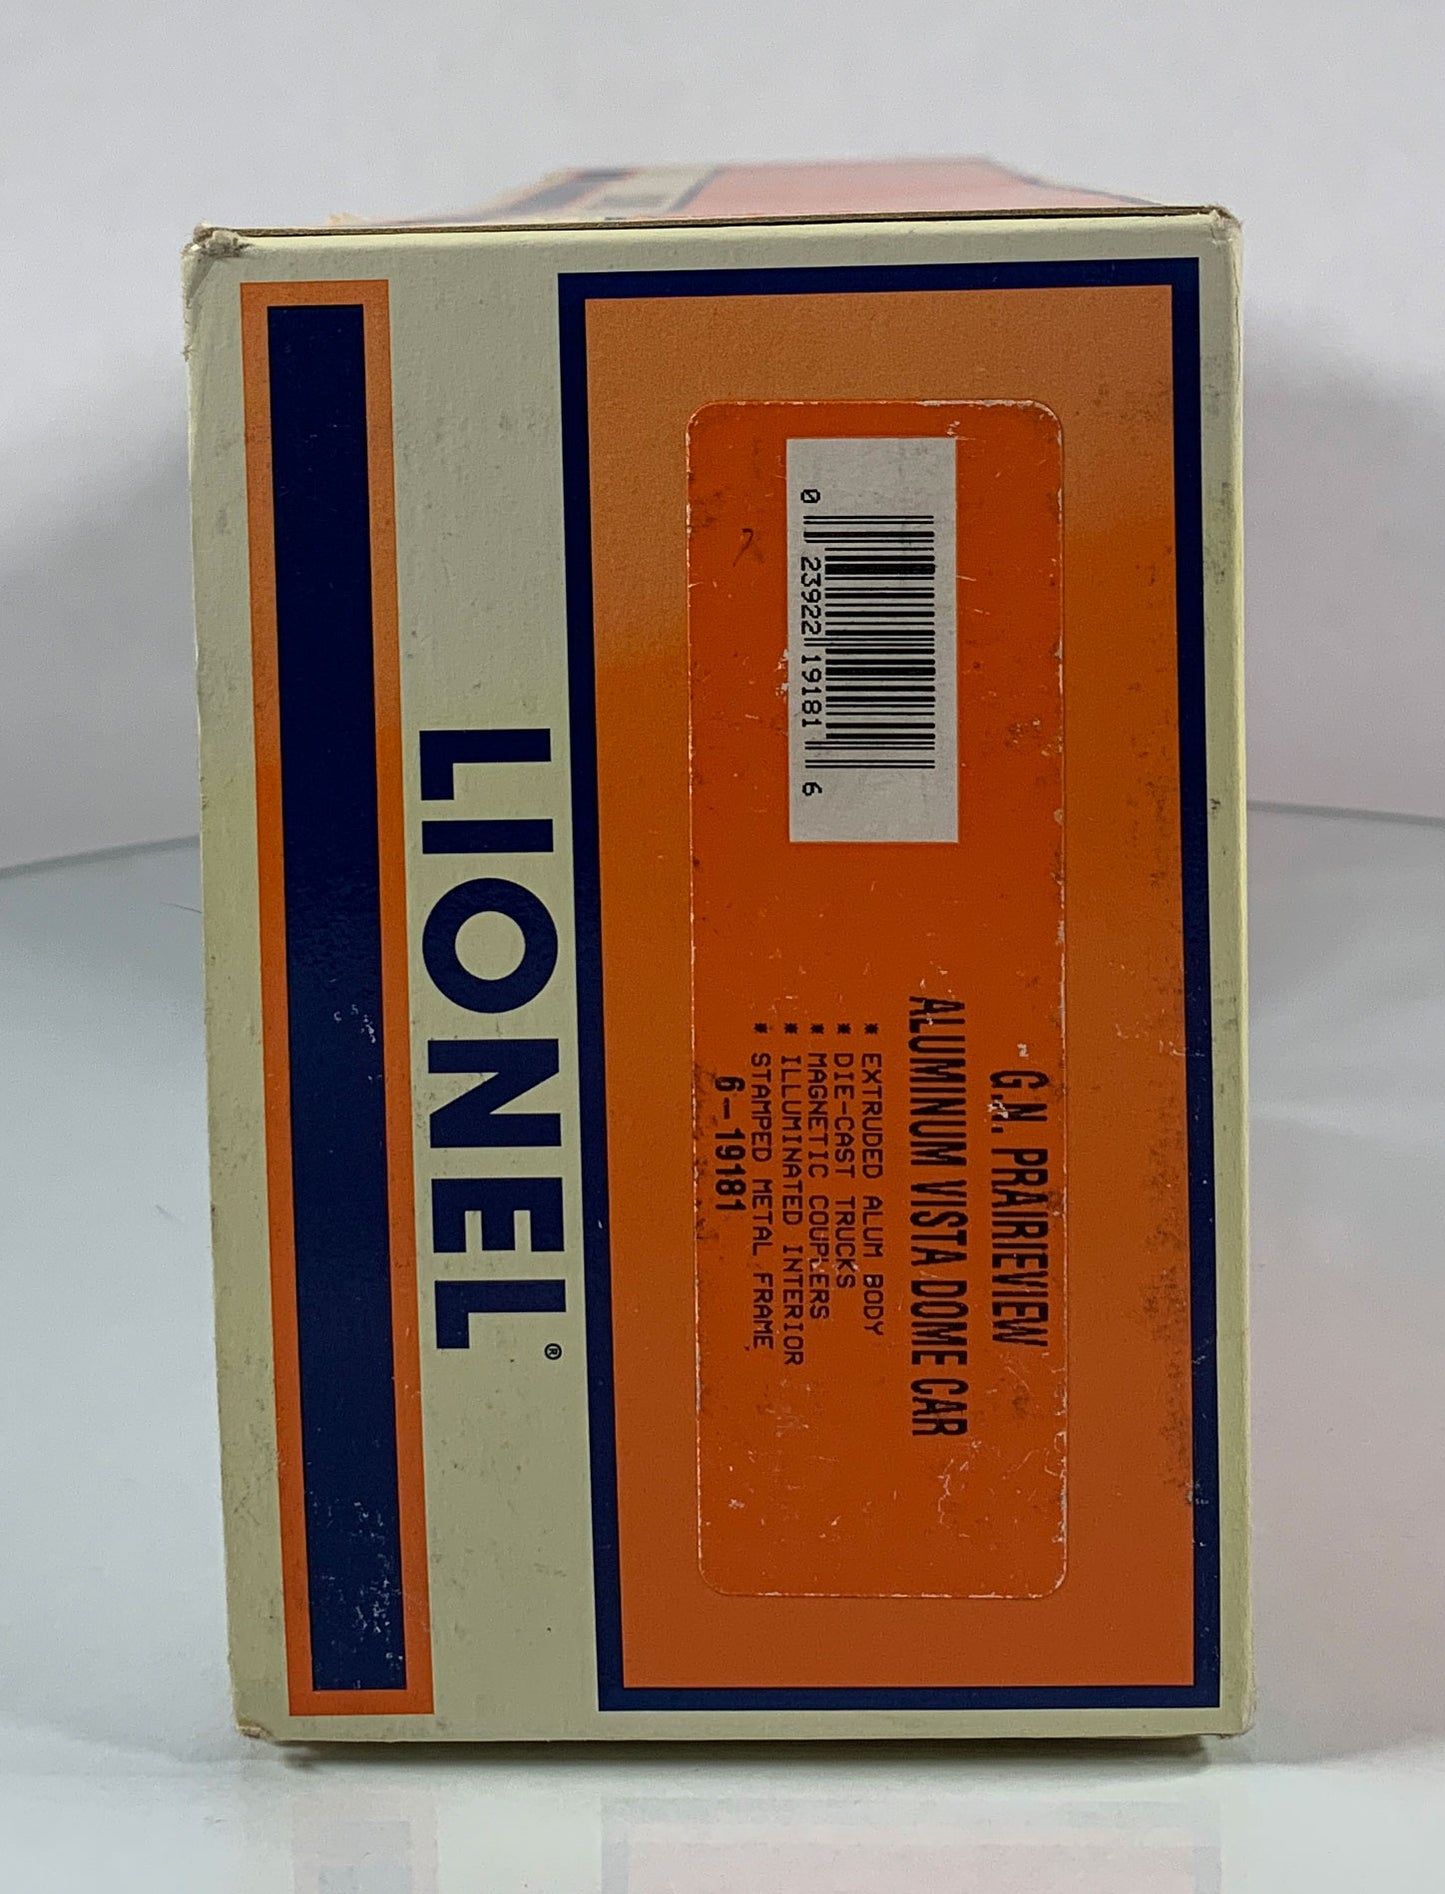 G.N. PRAIRIEVIEW
ALUMINUM VISTA DOME CAR
* EXTRUDED ALUM BODY
* DIE-CAST TRUCKS
* MAGNETIC COUPLERS
* ILLUMINATED INTERIOR
* STAMPED METAL FRAME
6-19181
0 23922 19181 6
LIONEL®